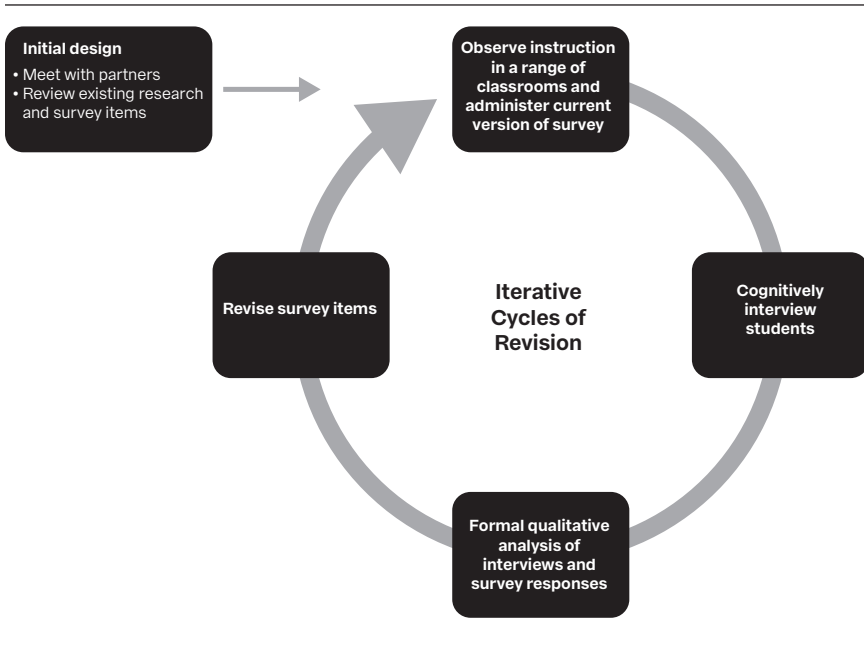 Initial design
• Meet with partners
• Review existing research
and survey items
Observe instruction
in a range of
classrooms and
administer current
version of survey
Cognitively
interview
students
Formal qualitative
analysis of
interviews and
survey responses
Revise survey items
Iterative
Cycles of
Revision